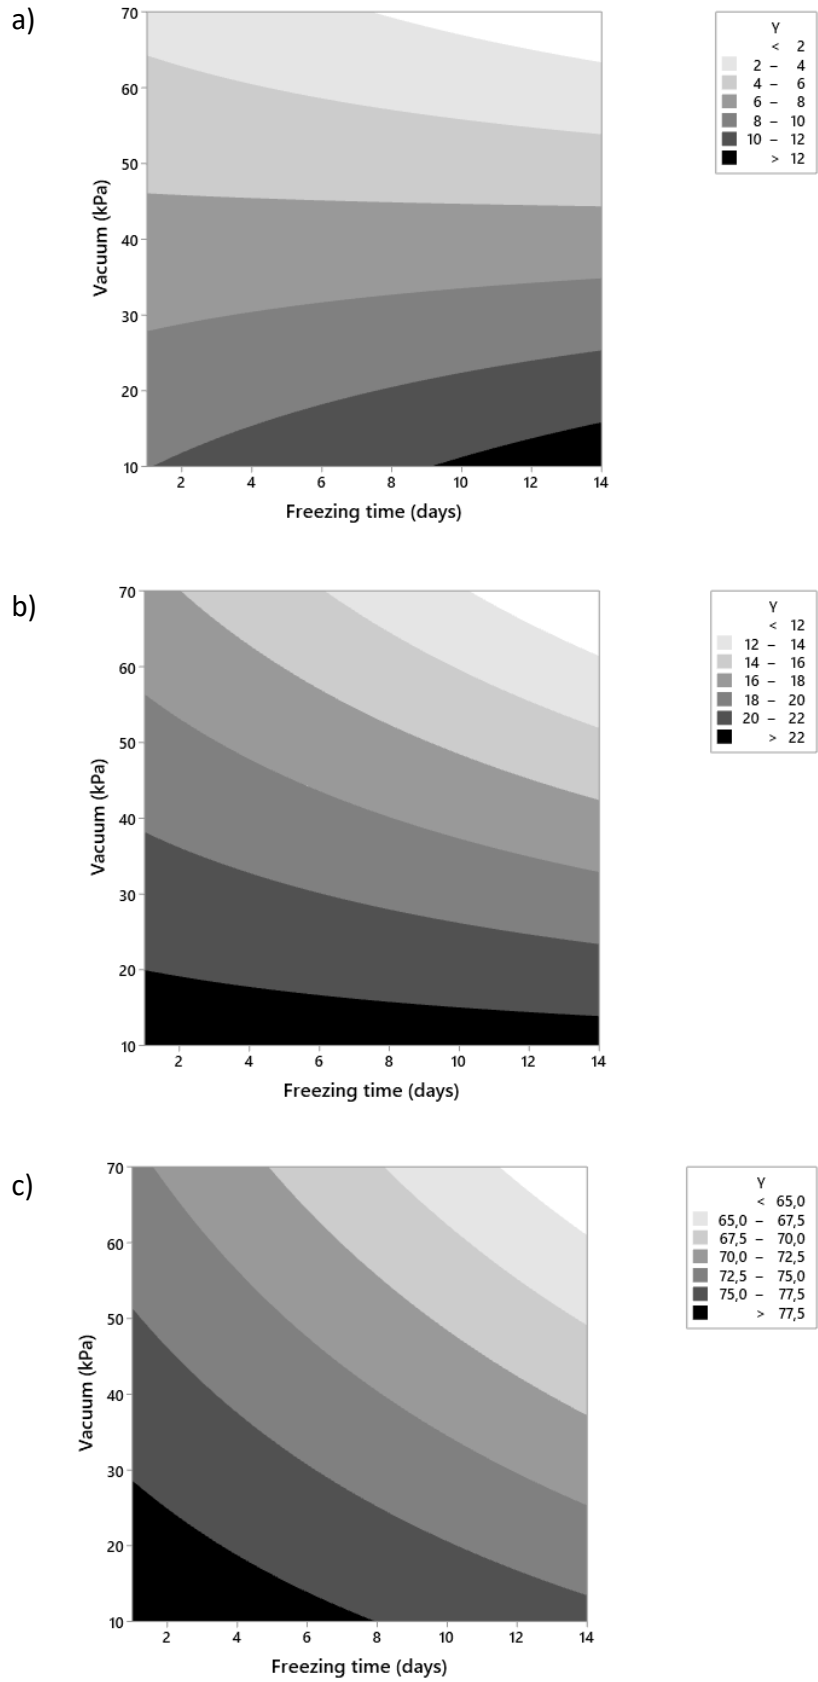 a)
70
60
50
40
30
20
10
Vacuum (kPa)
2 4 6 8 10 12 14
Freezing time (days)
γ
< 2
2 – 4
4 – 6
6 – 8
8 – 10
10 – 12
> 12
b)
70
60
50
40
30
20
10
Vacuum (kPa)
2 4 6 8 10 12 14
Freezing time (days)
γ
< 12
12 – 14
14 – 16
16 – 18
18 – 20
20 – 22
> 22
c)
70
60
50
40
30
20
10
Vacuum (kPa)
2 4 6 8 10 12 14
Freezing time (days)
γ
< 65,0
65,0 – 67,5
67,5 – 70,0
70,0 – 72,5
72,5 – 75,0
75,0 – 77,5
> 77,5